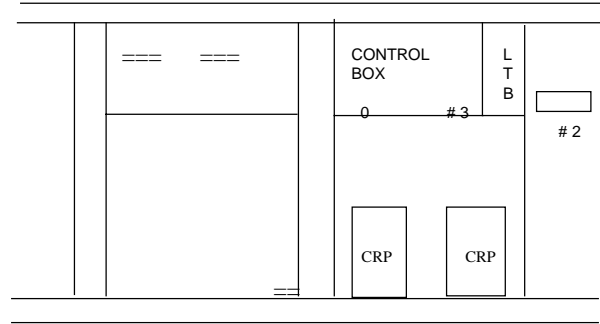 === ===
CONTROL
BOX
L
T
B
0 # 3
# 2
CRP CRP
==